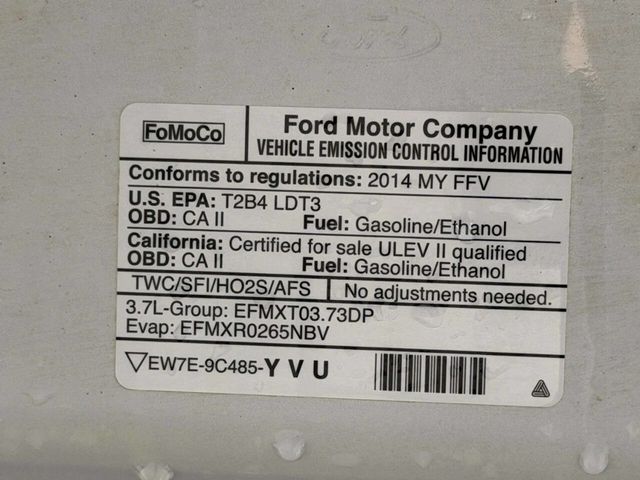 FoMoCo
Ford Motor Company
VEHICLE EMISSION CONTROL INFORMATION
Conforms to regulations: 2014 MY FFV
U.S. EPA: T2B4 LDT3
OBD: CA II Fuel: Gasoline/Ethanol
California: Certified for sale ULEV II qualified
OBD: CA II Fuel: Gasoline/Ethanol
TWC/SFI/HO2S/AFS No adjustments needed.
3.7L-Group: EFMXT03.73DP
Evap: EFMXR0265NBV
EW7E-9C485-Y V U